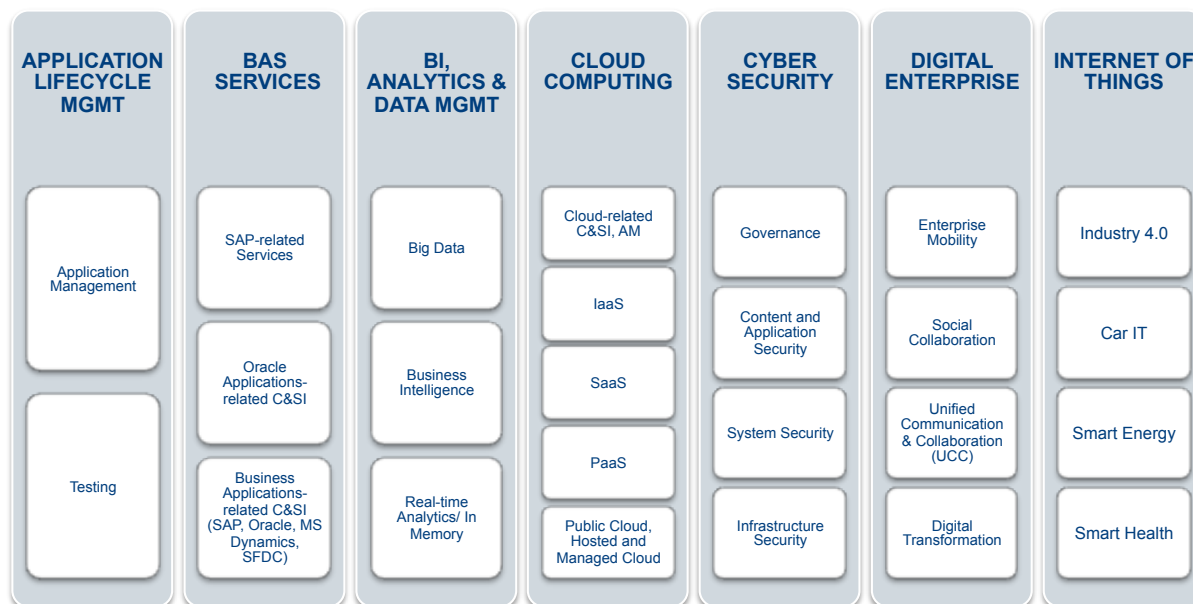 APPLICATION
LIFECYCLE
MGMT
Application
Management
Testing
BAS
SERVICES
SAP-related
Services
Oracle
Applications-
related C&SI
Business
Applications-
related C&SI
(SAP, Oracle, MS
Dynamics,
SFDC)
BI,
ANALYTICS &
DATA MGMT
Big Data
Business
Intelligence
Real-time
Analytics/ In
Memory
CLOUD
COMPUTING
Cloud-related
C&SI, AM
IaaS
SaaS
PaaS
Public Cloud,
Hosted and
Managed Cloud
CYBER
SECURITY
Governance
Content and
Application
Security
System Security
Infrastructure
Security
DIGITAL
ENTERPRISE
Enterprise
Mobility
Social
Collaboration
Unified
Communication
& Collaboration
(UCC)
Digital
Transformation
INTERNET OF
THINGS
Industry 4.0
Car IT
Smart Energy
Smart Health